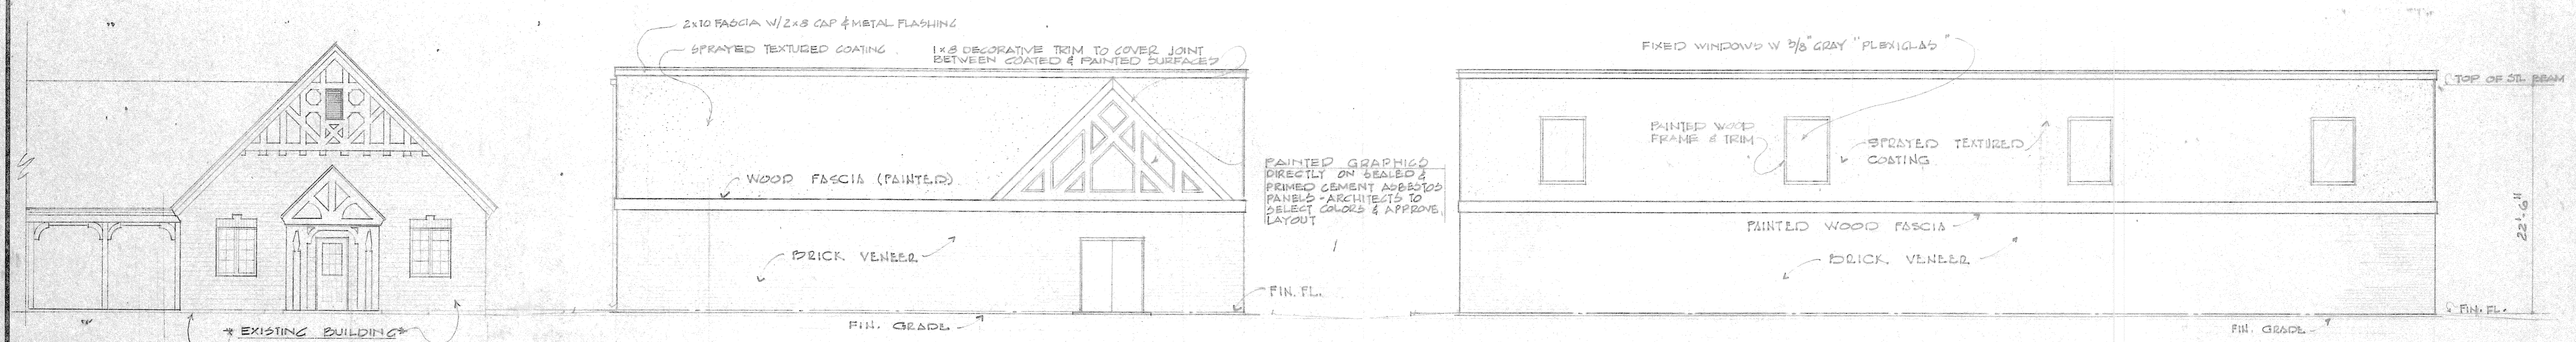 2x10 FASCIA W/ 2x8 CAP & METAL FLASHING
SPRAYED TEXTURED COATING
1x8 DECORATIVE TRIM TO COVER JOINT
BETWEEN COATED & PAINTED SURFACES
WOOD FASCIA (PAINTED)
BRICK VENEER
FIN. GRADE
FIN. FL.
* EXISTING BUILDING *
PAINTED GRAPHICS
DIRECTLY ON SEALED &
PRIMED CEMENT ASBESTOS
PANELS - ARCHITECTS TO
SELECT COLORS & APPROVE
LAYOUT
FIXED WINDOWS W 3/8" GRAY "PLEXIGLAS"
TOP OF STL BEAM
PAINTED WOOD
FRAME & TRIM
SPRAYED TEXTURED
COATING
PAINTED WOOD FASCIA
BRICK VENEER
22'-6"
FIN. FL.
FIN. GRADE